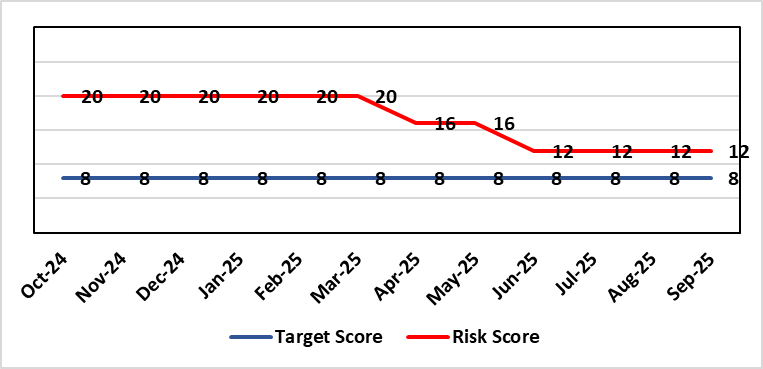 20 20 20 20 20 20
16 16
12 12 12 12
8 8 8 8 8 8 8 8 8 8 8 8
Oct-24 Nov-24 Dec-24 Jan-25 Feb-25 Mar-25 Apr-25 May-25 Jun-25 Jul-25 Aug-25 Sep-25
Target Score Risk Score